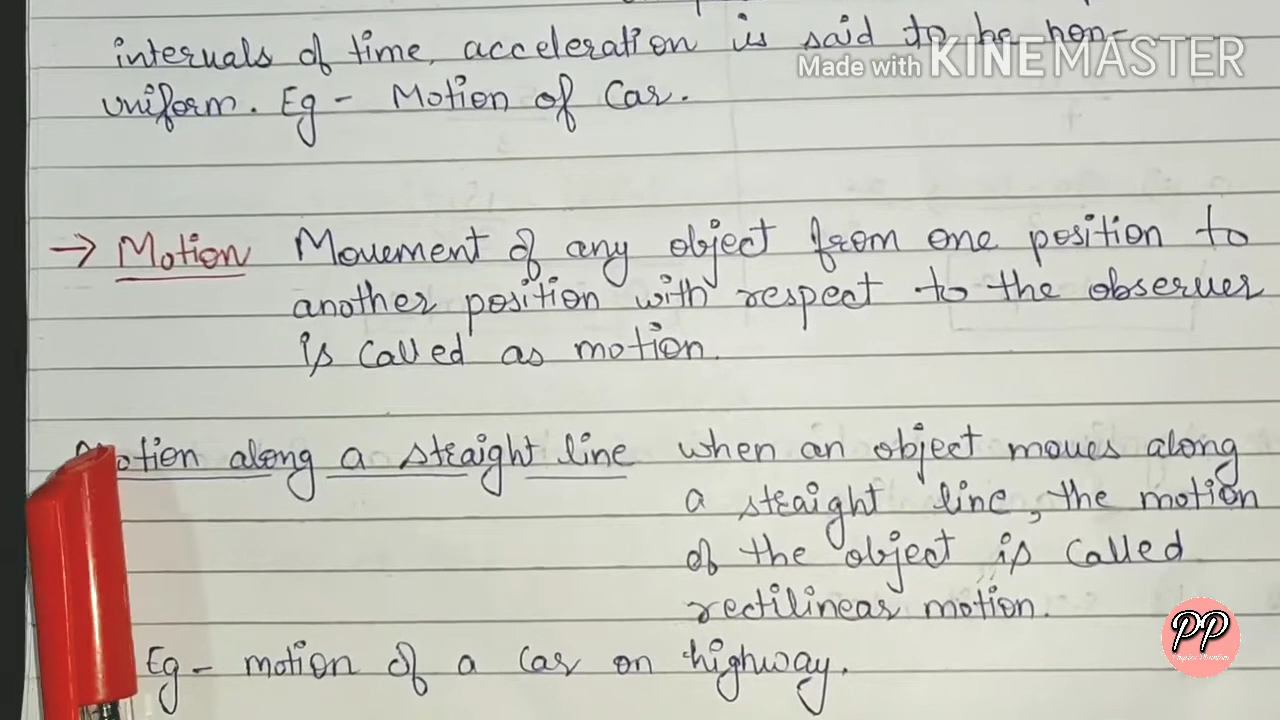 intervals of time, acceleration is said to be non-
Made with KINEMASTER
uniform. Eg - Motion of Car.
→ Motion Movement of any object from one position to
another position with respect to the observer
is called as motion.
otion along a straight line when an object moves along
a straight line, the motion
of the object is called
rectilinear motion.
PP
Eg - motion of a car on highway.